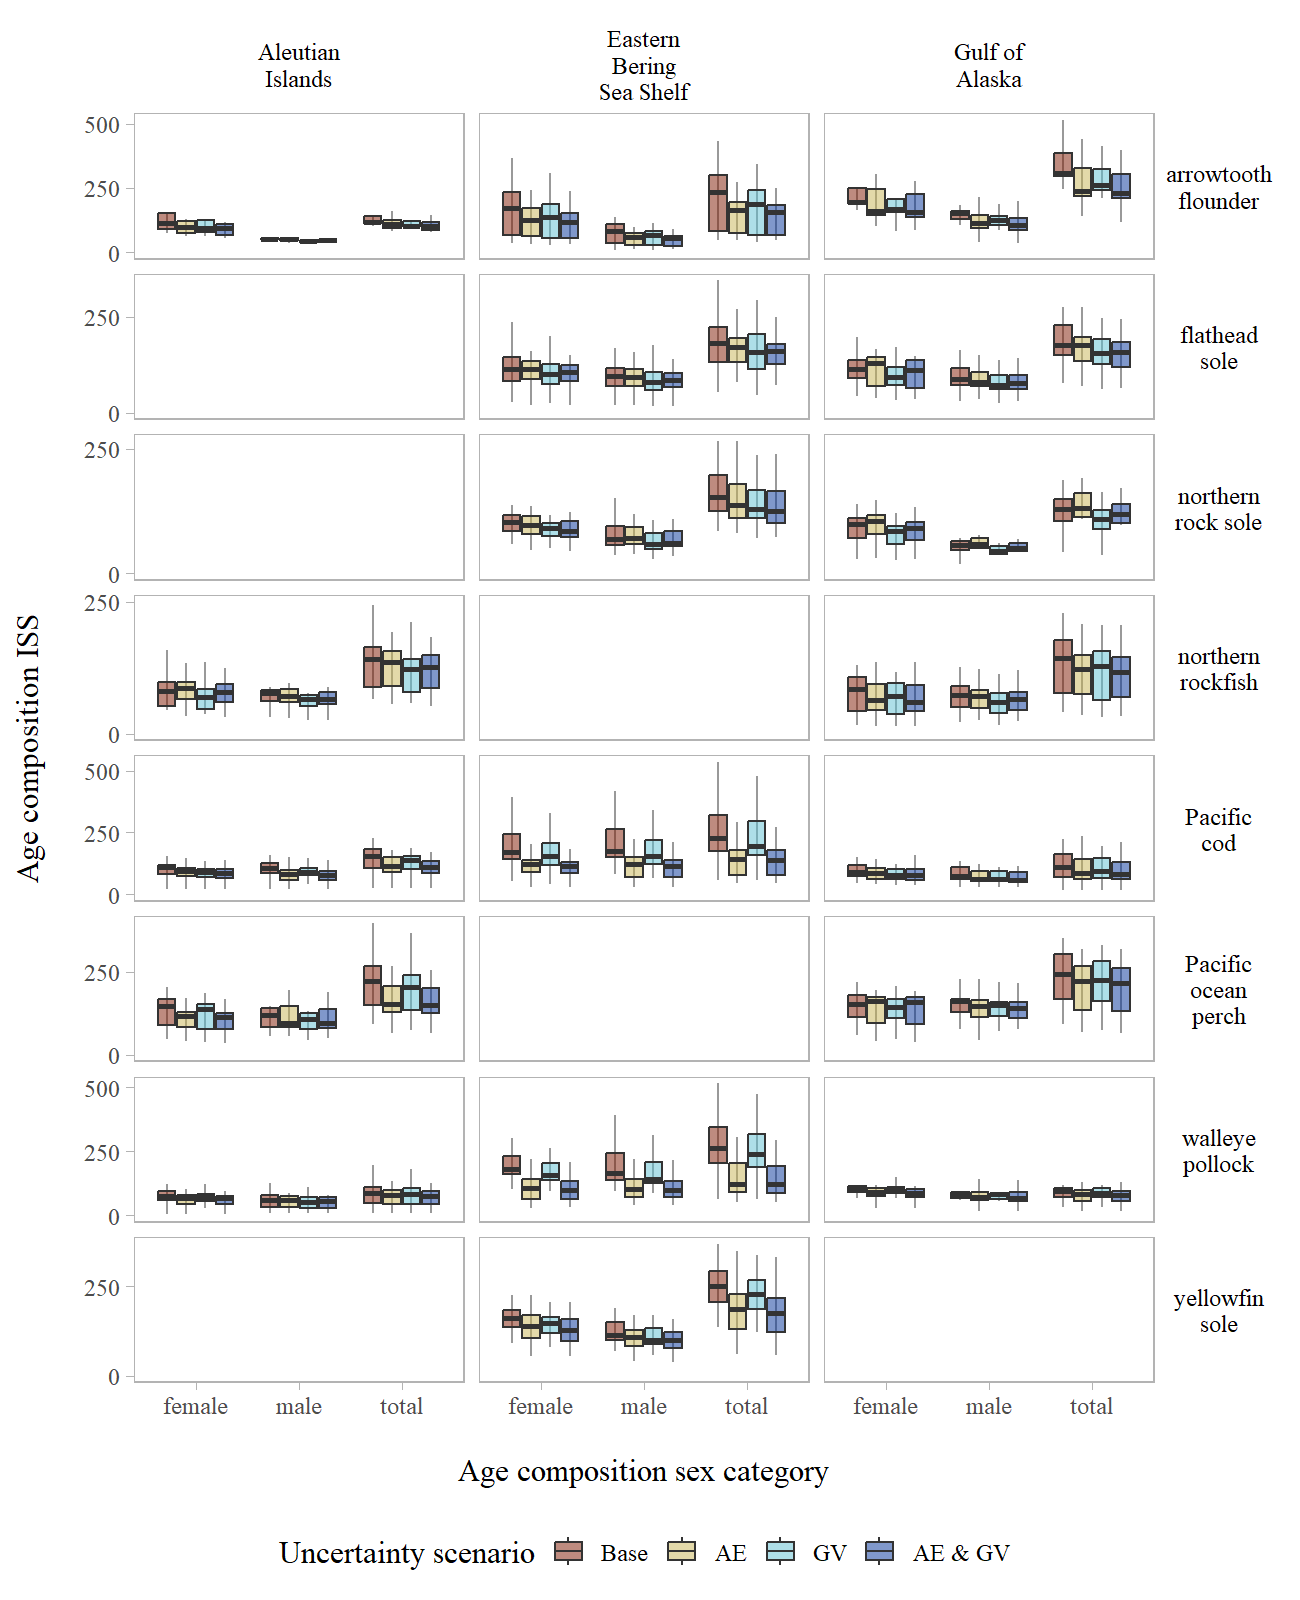 Aleutian
Islands
Eastern
Bering
Sea Shelf
Gulf of
Alaska
500
250
0
arrowtooth
flounder
250
0
flathead
sole
250
0
northern
rock sole
250
0
northern
rockfish
500
250
0
Pacific
cod
250
0
Pacific
ocean
perch
500
250
0
walleye
pollock
250
0
yellowfin
sole
Age composition ISS
female male total female male total female male total
Age composition sex category
Uncertainty scenario Base AE GV AE & GV